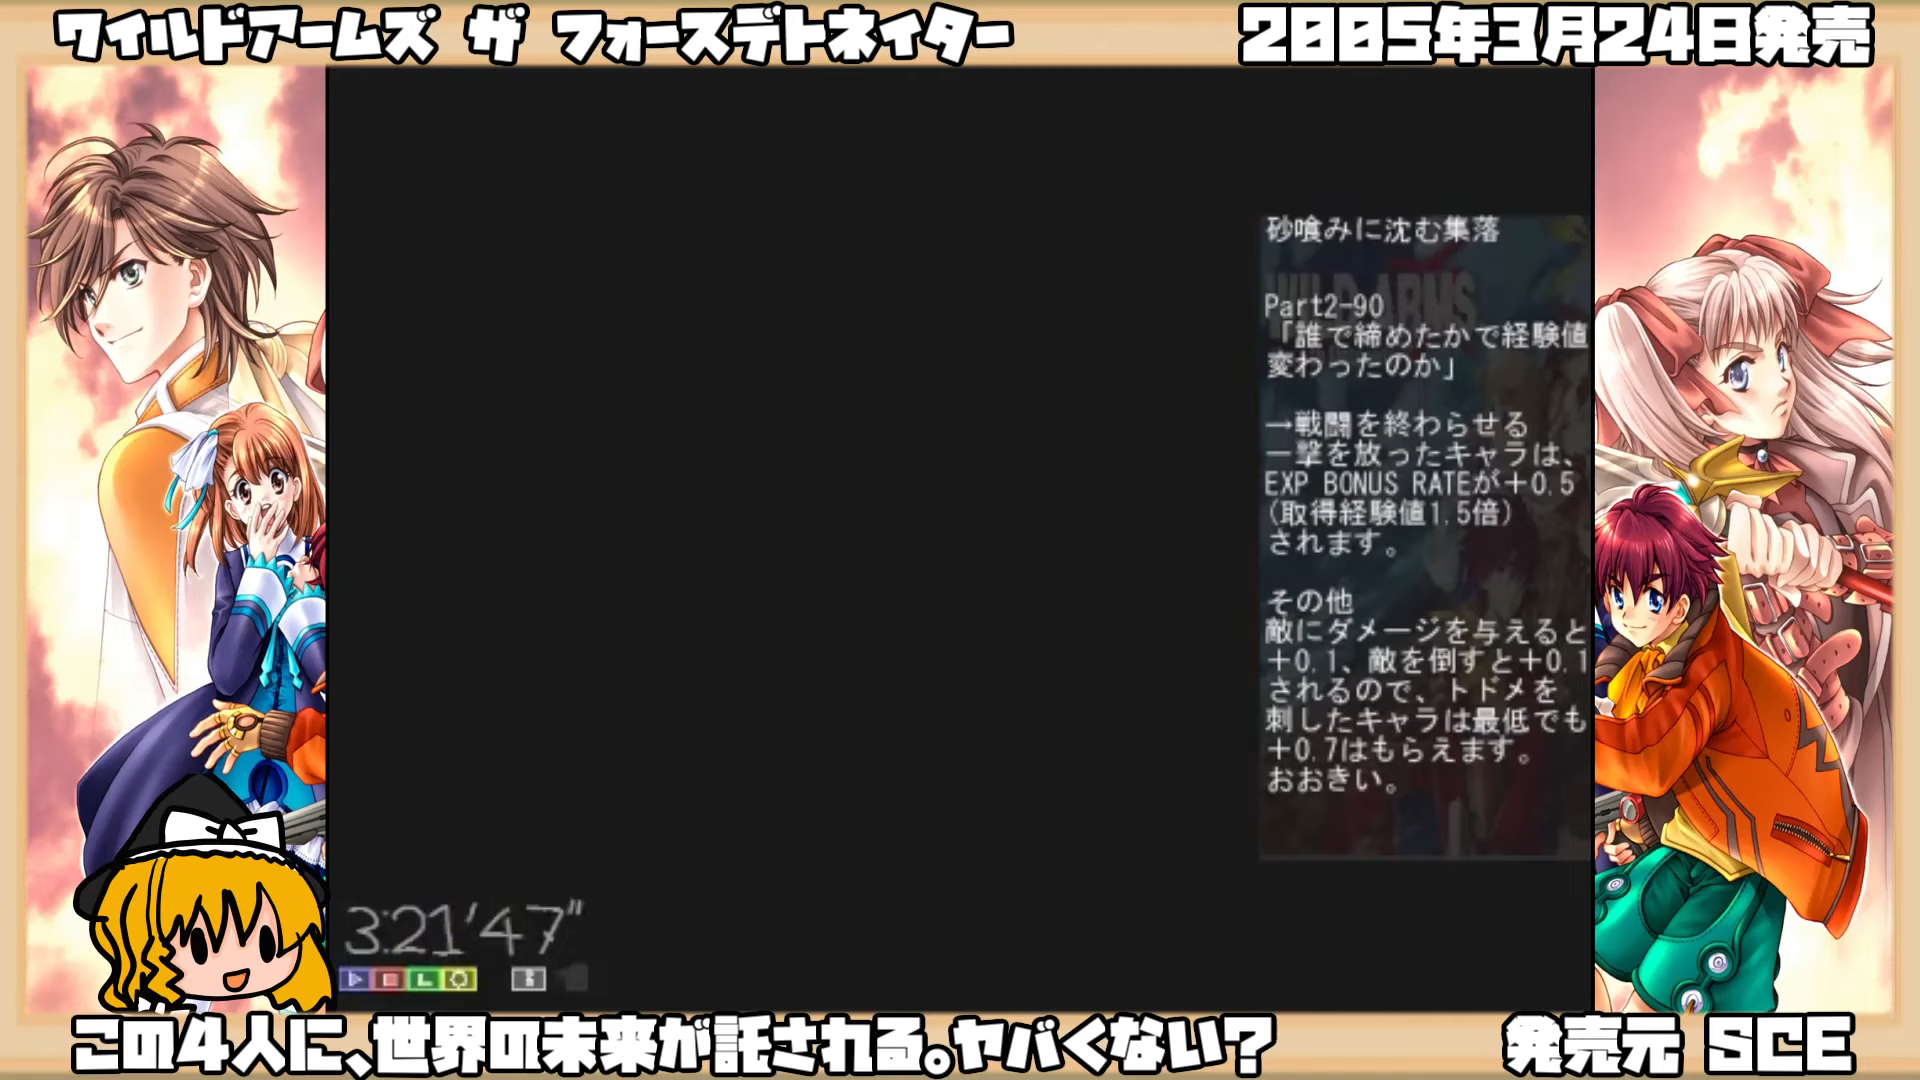 ワイルドアームズ ザ フォースデトネイター
2005年3月24日発売
砂喰みに沈む集落
WILD ARMS
Part2-90
「誰で締めたかで経験値
変わったのか」
→戦闘を終わらせる
一撃を放ったキャラは、
EXP BONUS RATEが＋0.5
(取得経験値1.5倍)
されます。
その他
敵にダメージを与えると
＋0.1、敵を倒すと＋0.1
されるので、トドメを
刺したキャラは最低でも
＋0.7はもらえます。
おおきい。
3:21'47"
この4人に、世界の未来が託される。ヤバくない?
発売元 SCE